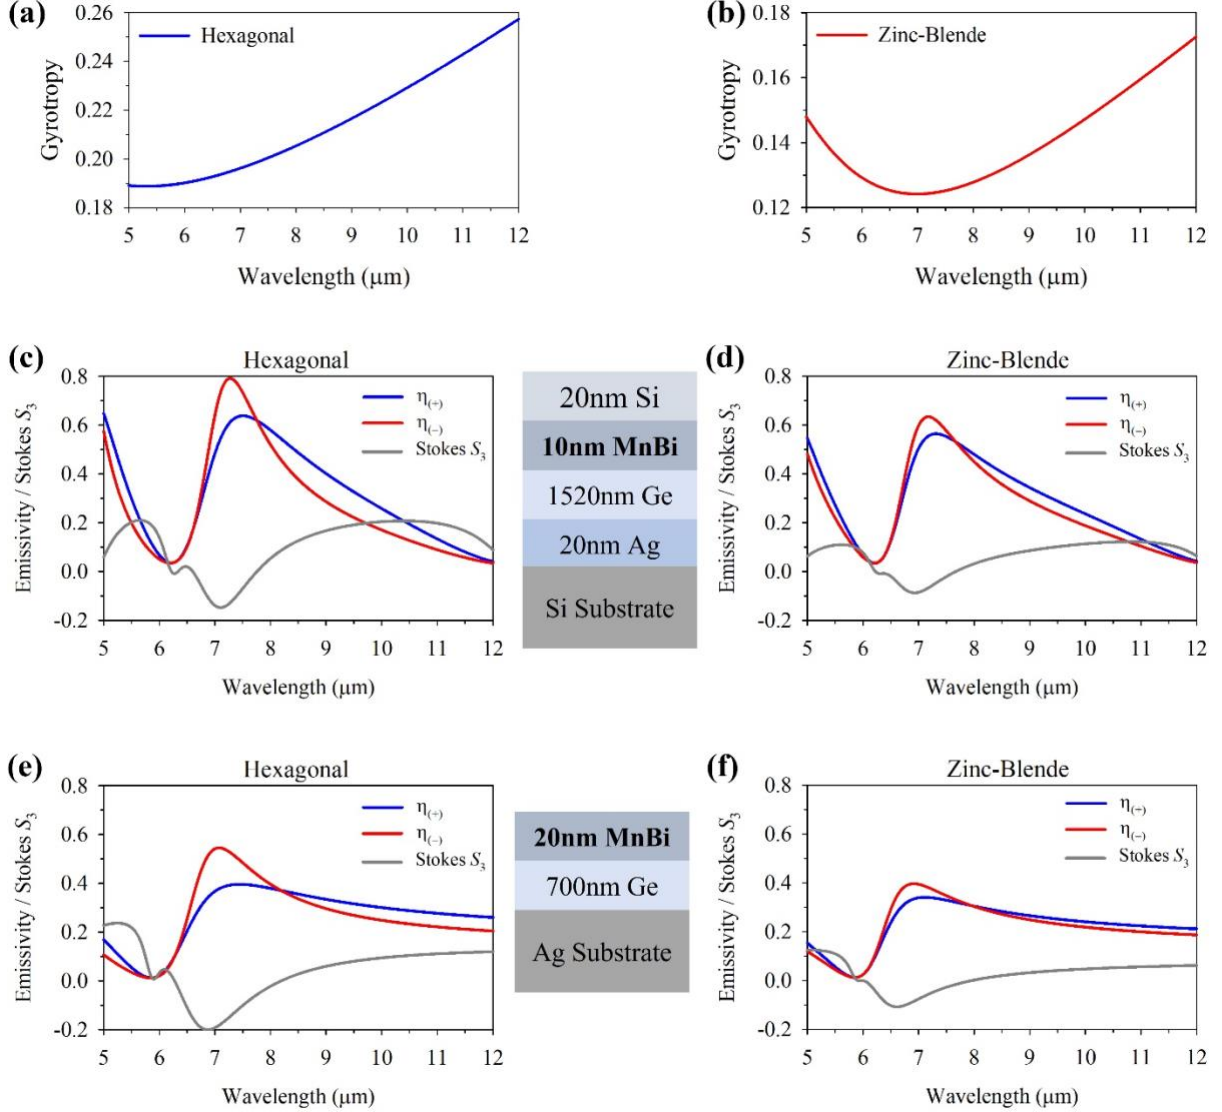 (a)
0.26
0.24
0.22
0.20
0.18
Gyrotropy
Hexagonal
5 6 7 8 9 10 11 12
Wavelength (μm)
(b)
0.18
0.16
0.14
0.12
Gyrotropy
Zinc-Blende
5 6 7 8 9 10 11 12
Wavelength (μm)
(c)
Hexagonal
0.8
0.6
0.4
0.2
0.0
-0.2
Emissivity / Stokes S₃
η₍₊₎
η₍₋₎
Stokes S₃
5 6 7 8 9 10 11 12
Wavelength (μm)
20nm Si
10nm MnBi
1520nm Ge
20nm Ag
Si Substrate
(d)
Zinc-Blende
0.8
0.6
0.4
0.2
0.0
-0.2
Emissivity / Stokes S₃
η₍₊₎
η₍₋₎
Stokes S₃
5 6 7 8 9 10 11 12
Wavelength (μm)
(e)
Hexagonal
0.8
0.6
0.4
0.2
0.0
-0.2
Emissivity / Stokes S₃
η₍₊₎
η₍₋₎
Stokes S₃
5 6 7 8 9 10 11 12
Wavelength (μm)
20nm MnBi
700nm Ge
Ag Substrate
(f)
Zinc-Blende
0.8
0.6
0.4
0.2
0.0
-0.2
Emissivity / Stokes S₃
η₍₊₎
η₍₋₎
Stokes S₃
5 6 7 8 9 10 11 12
Wavelength (μm)